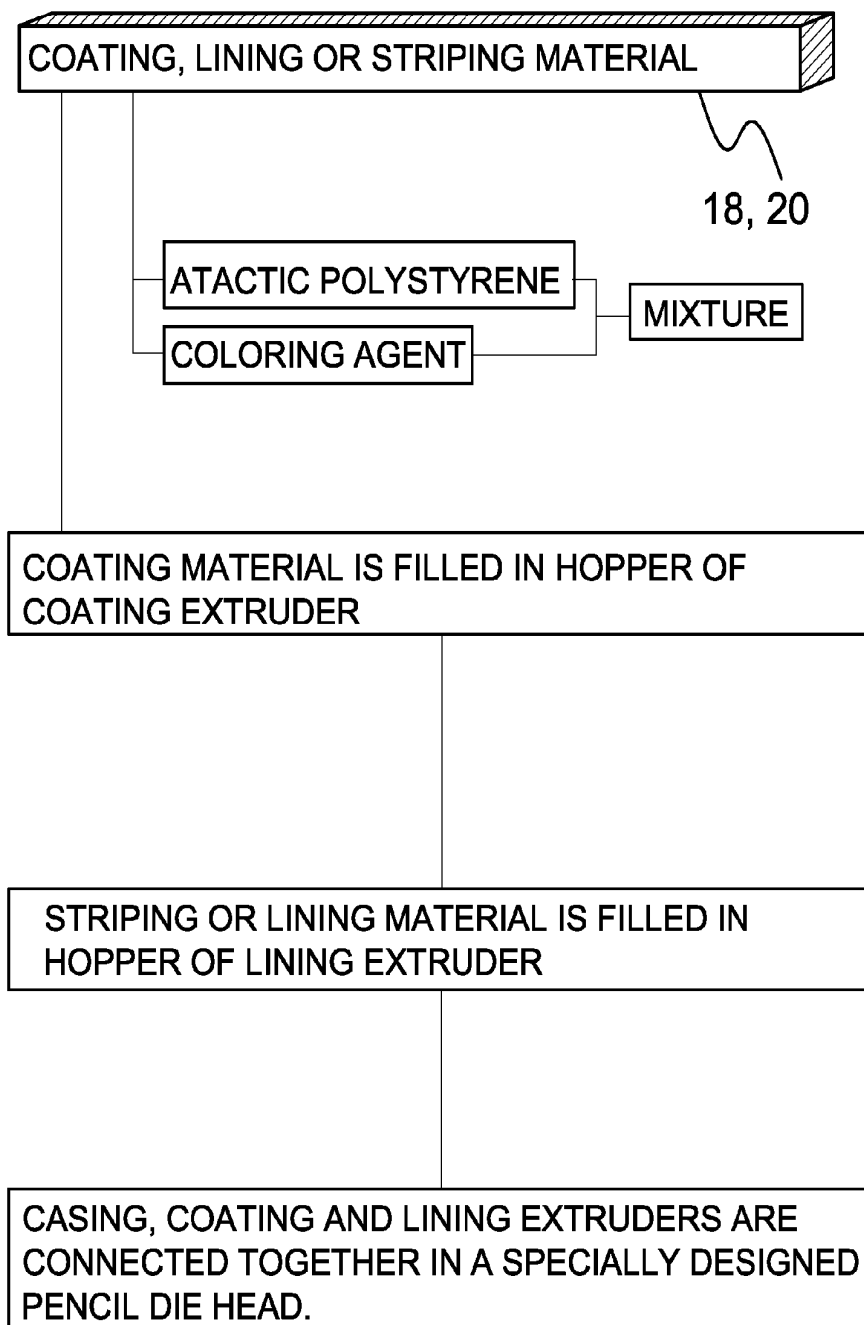 COATING, LINING OR STRIPING MATERIAL
18, 20
ATACTIC POLYSTYRENE
MIXTURE
COLORING AGENT
COATING MATERIAL IS FILLED IN HOPPER OF
COATING EXTRUDER
STRIPING OR LINING MATERIAL IS FILLED IN
HOPPER OF LINING EXTRUDER
CASING, COATING AND LINING EXTRUDERS ARE
CONNECTED TOGETHER IN A SPECIALLY DESIGNED
PENCIL DIE HEAD.